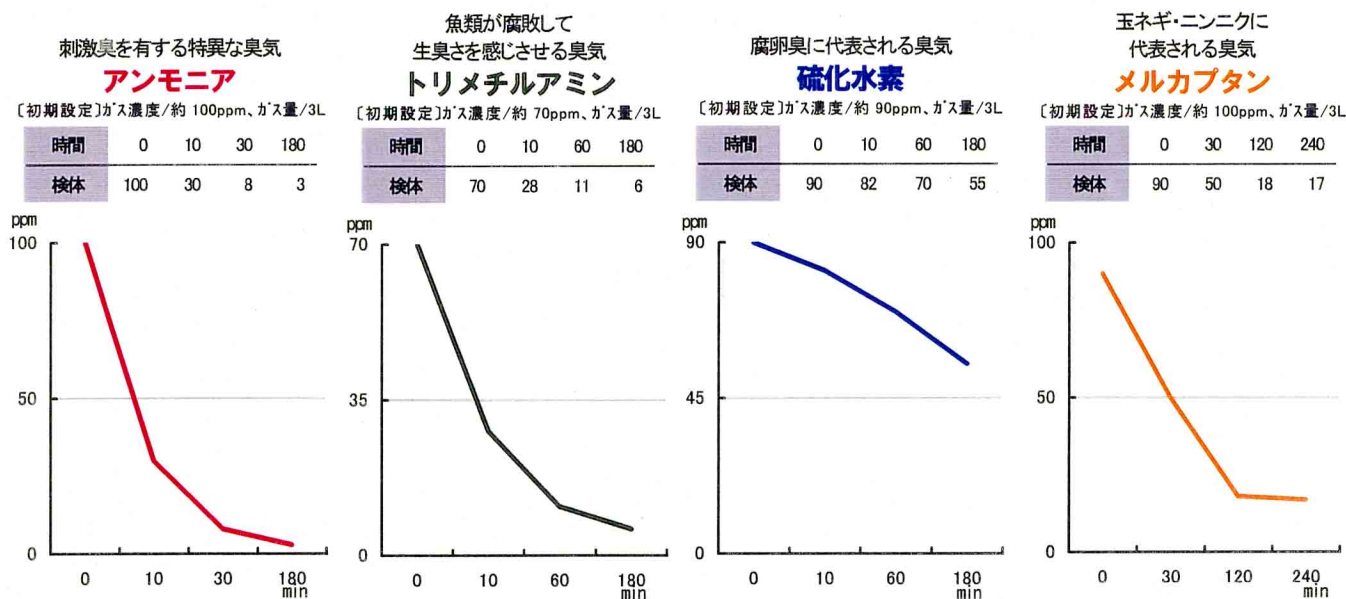 刺激臭を有する特異な臭気
アンモニア
〔初期設定〕ガス濃度/約 100ppm、ガス量/3L
時間 0 10 30 180
検体 100 30 8 3
ppm
100
50
0
0 10 30 180
min
魚類が腐敗して
生臭さを感じさせる臭気
トリメチルアミン
〔初期設定〕ガス濃度/約 70ppm、ガス量/3L
時間 0 10 60 180
検体 70 28 11 6
ppm
70
35
0
0 10 60 180
min
腐卵臭に代表される臭気
硫化水素
〔初期設定〕ガス濃度/約 90ppm、ガス量/3L
時間 0 10 60 180
検体 90 82 70 55
ppm
90
45
0
0 10 60 180
min
玉ネギ・ニンニクに
代表される臭気
メルカプタン
〔初期設定〕ガス濃度/約 100ppm、ガス量/3L
時間 0 30 120 240
検体 90 50 18 17
ppm
100
50
0
0 30 120 240
min